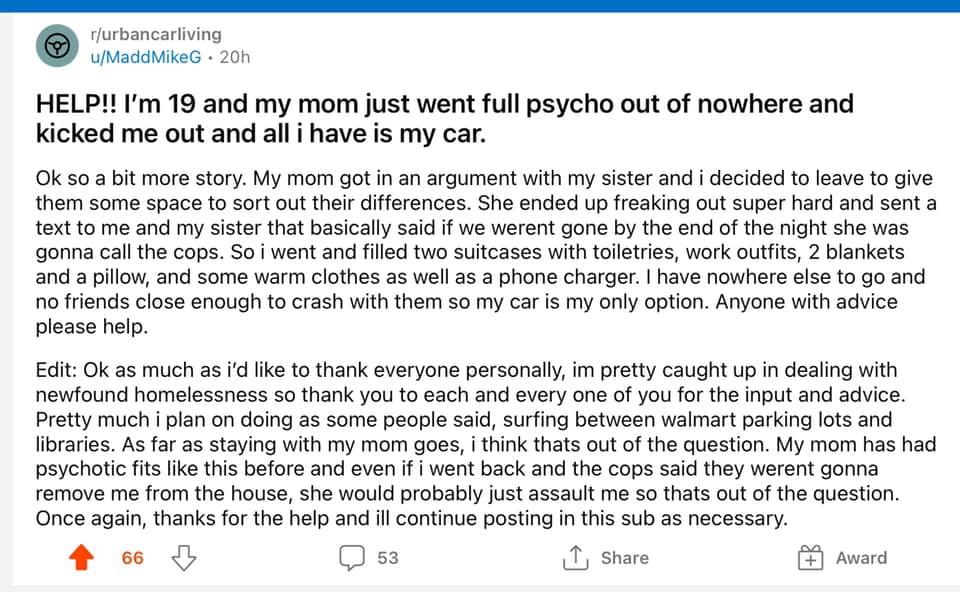 r/urbancarliving
u/MaddMikeG • 20h
HELP!! I'm 19 and my mom just went full psycho out of nowhere and
kicked me out and all i have is my car.
Ok so a bit more story. My mom got in an argument with my sister and i decided to leave to give
them some space to sort out their differences. She ended up freaking out super hard and sent a
text to me and my sister that basically said if we werent gone by the end of the night she was
gonna call the cops. So i went and filled two suitcases with toiletries, work outfits, 2 blankets
and a pillow, and some warm clothes as well as a phone charger. I have nowhere else to go and
no friends close enough to crash with them so my car is my only option. Anyone with advice
please help.
Edit: Ok as much as i'd like to thank everyone personally, im pretty caught up in dealing with
newfound homelessness so thank you to each and every one of you for the input and advice.
Pretty much i plan on doing as some people said, surfing between walmart parking lots and
libraries. As far as staying with my mom goes, i think thats out of the question. My mom has had
psychotic fits like this before and even if i went back and the cops said they werent gonna
remove me from the house, she would probably just assault me so thats out of the question.
Once again, thanks for the help and ill continue posting in this sub as necessary.
66 53 Share Award